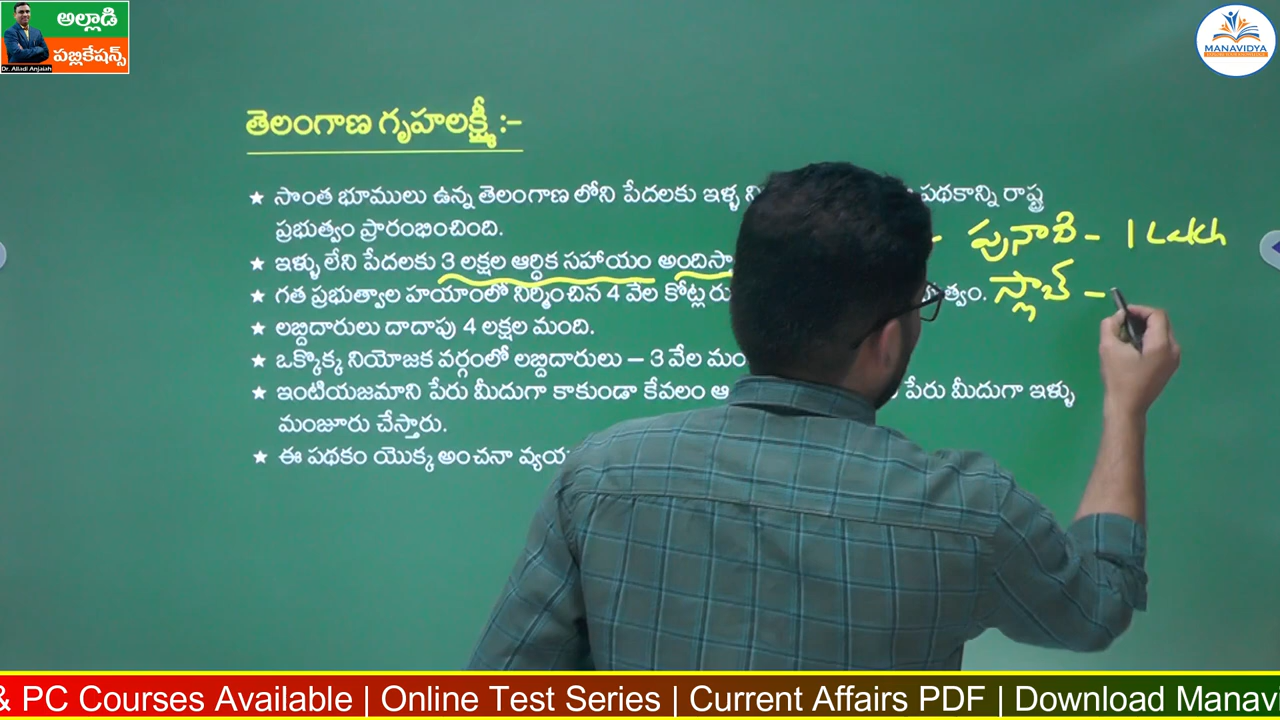 అల్లాడి
పబ్లికేషన్స్
Dr. Alladi Anjaiah
MANAVIDYA
తెలంగాణ గృహలక్ష్మీ :-
★ సొంత భూములు ఉన్న తెలంగాణ లోని పేదలకు ఇళ్ళ పథకాన్ని రాష్ట్ర
ప్రభుత్వం ప్రారంభించింది.
- పునాది - 1 Lakh
★ ఇళ్ళు లేని పేదలకు 3 లక్షల ఆర్ధిక సహాయం
★ గత ప్రభుత్వాల హయాంలో నిర్మించిన 4 వేల కోట్ల
స్లాబ్ -
★ లబ్దిదారులు దాదాపు 4 లక్షల మంది.
★ ఒక్కొక్క నియోజక వర్గంలో లబ్దిదారులు – 3 వేల
★ ఇంటియజమాని పేరు మీదుగా కాకుండా కేవలం పేరు మీదుగా ఇళ్ళు
మంజూరు చేస్తారు.
★ ఈ పథకం యొక్క అంచనా
& PC Courses Available | Online Test Series | Current Affairs PDF | Download